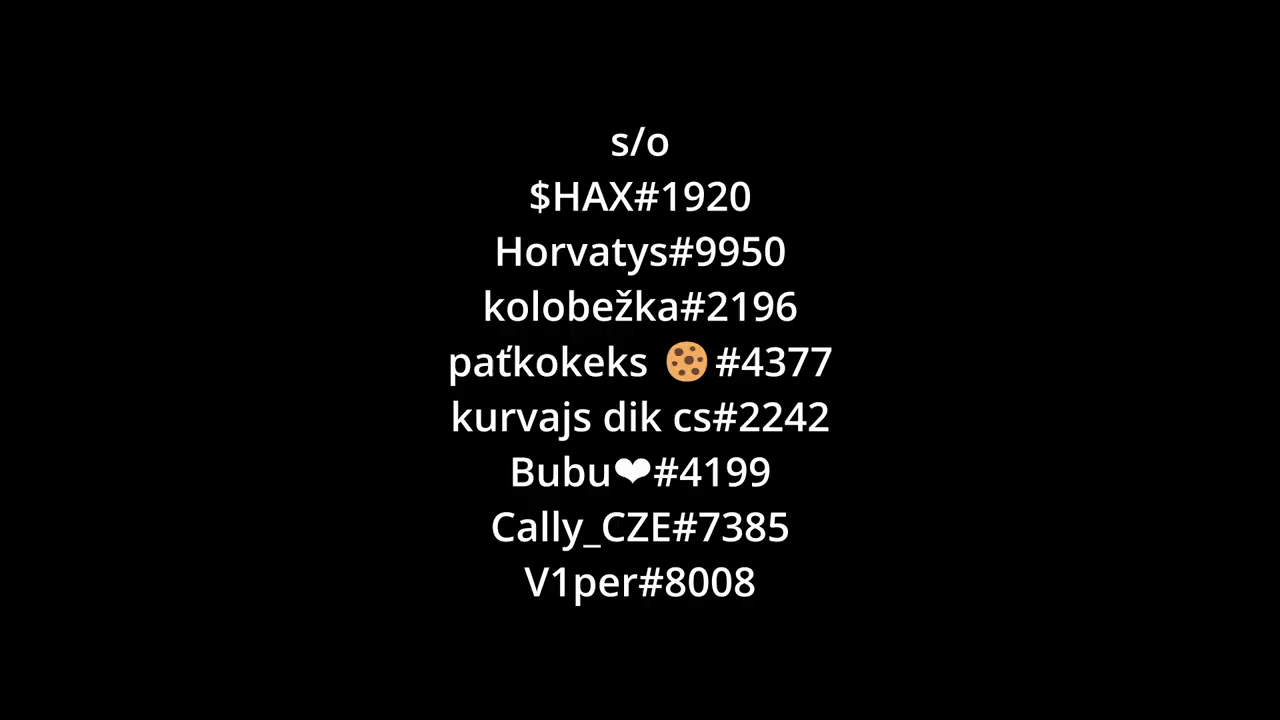 s/o
$HAX#1920
Horvatys#9950
kolobežka#2196
paťkokeks 🍪#4377
kurvajs dik cs#2242
Bubu❤#4199
Cally_CZE#7385
V1per#8008